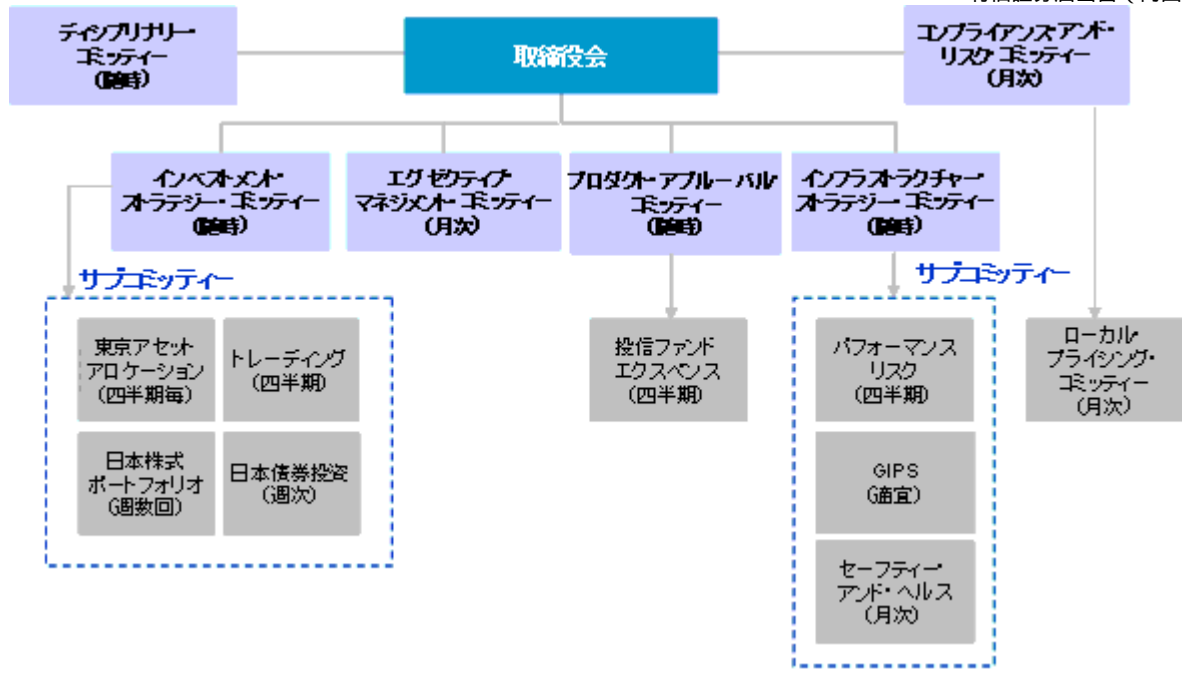 ディシプリナリー・
コミッティー
(随時)
取締役会
コンプライアンス・アンド・
リスク・コミッティー
(月次)
インベストメント・
ストラテジー・コミッティー
(随時)
エグゼクティブ・
マネジメント・コミッティー
(月次)
プロダクト・アプルーバル・
コミッティー
(随時)
インフラストラクチャー・
ストラテジー・コミッティー
(随時)
サブコミッティー
サブコミッティー
東京アセット
アロケーション
(四半期毎)
トレーディング
(四半期)
日本株式
ポートフォリオ
(週数回)
日本債券投資
(週次)
投信ファンド
エクスペンス
(四半期)
パフォーマンス
リスク
(四半期)
GIPS
(適宜)
セーフティー・
アンド・ヘルス
(月次)
ローカル・
プライシング・
コミッティー
(月次)